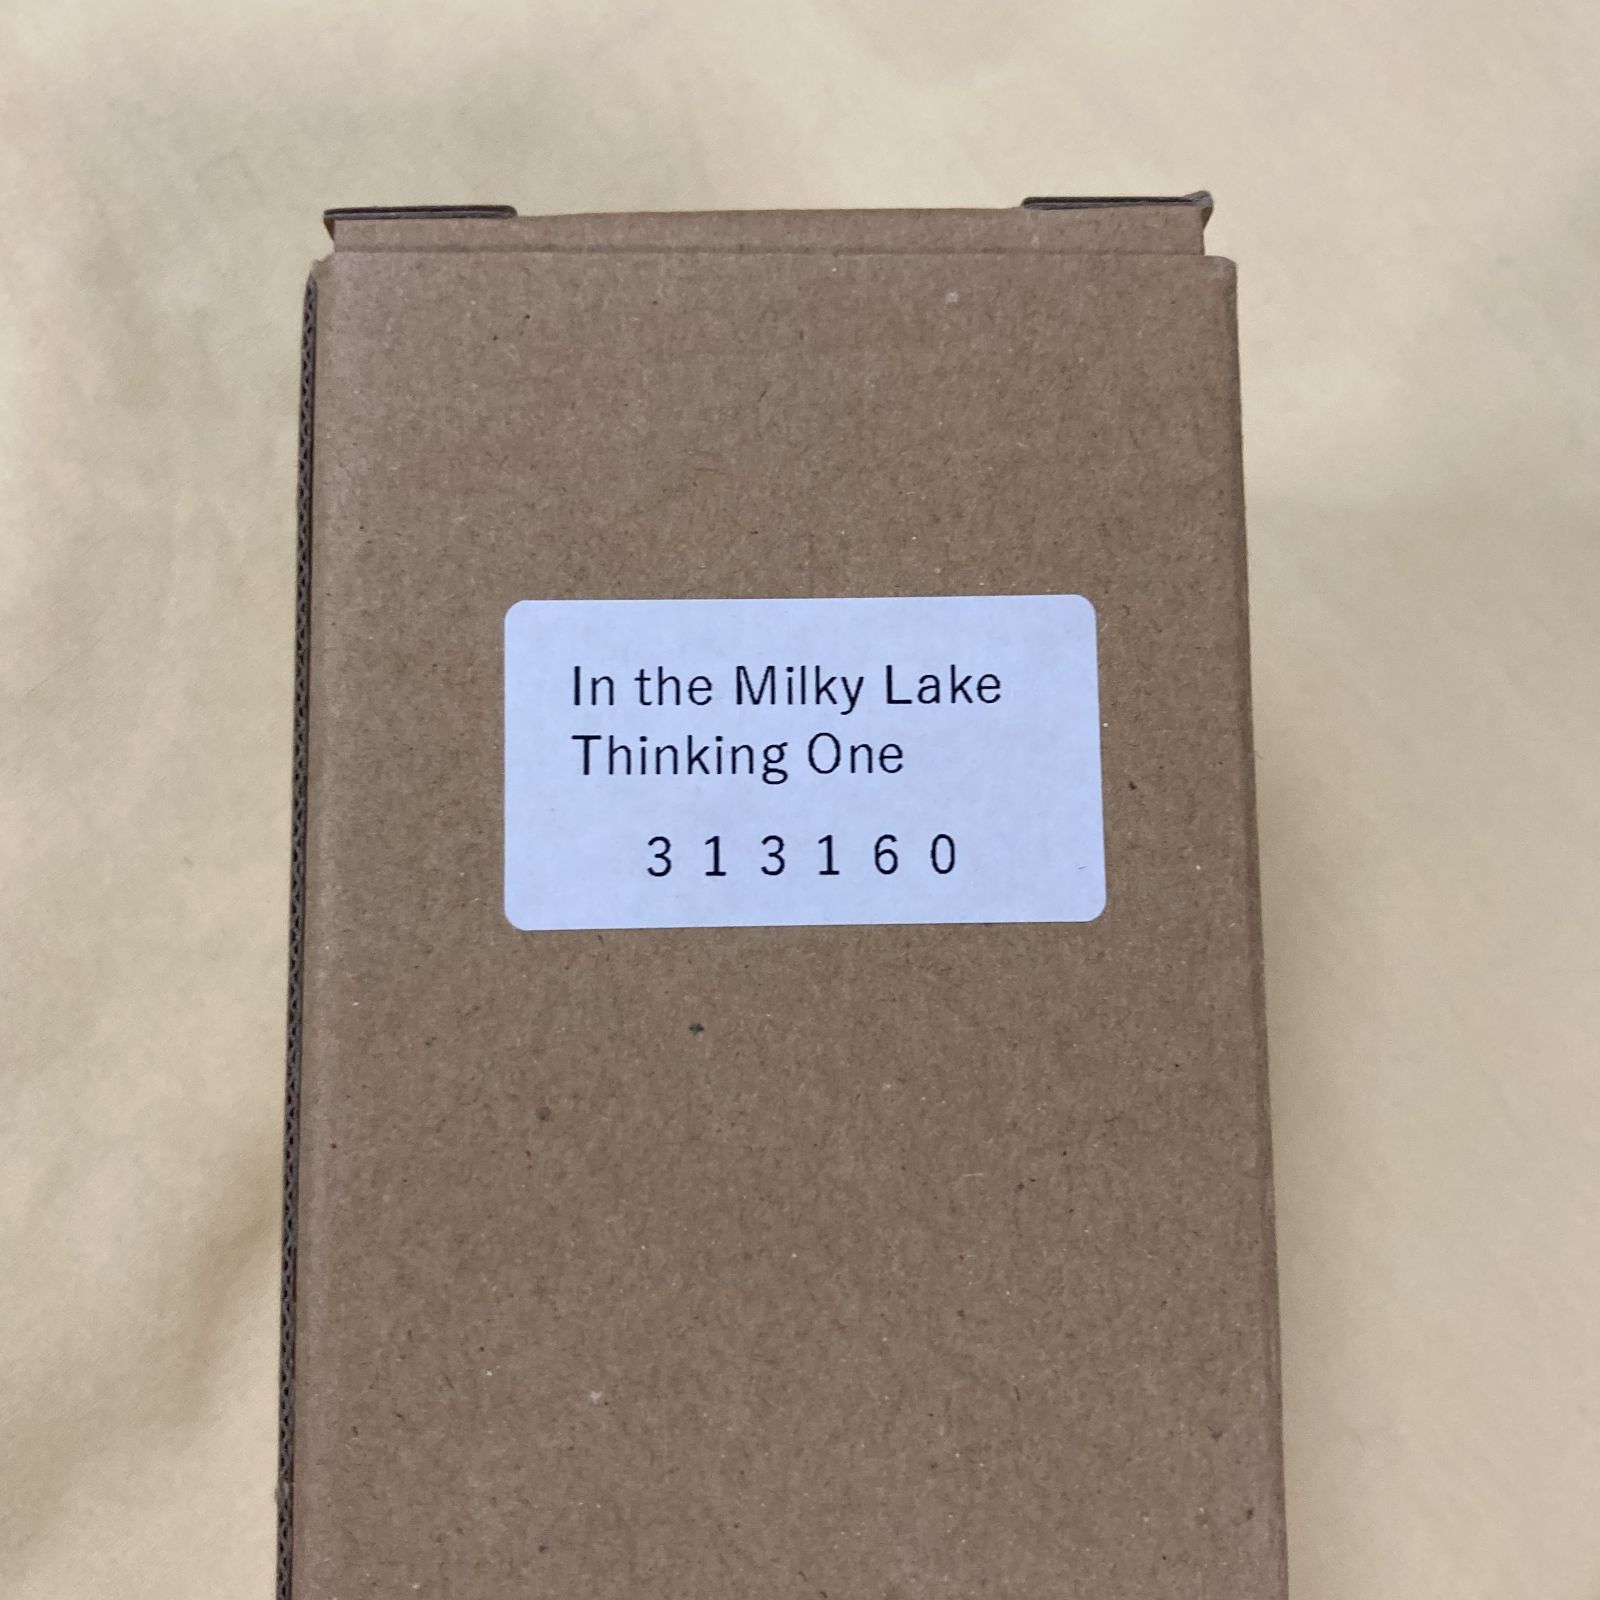 In the Milky Lake
Thinking One
3 1 3 1 6 0